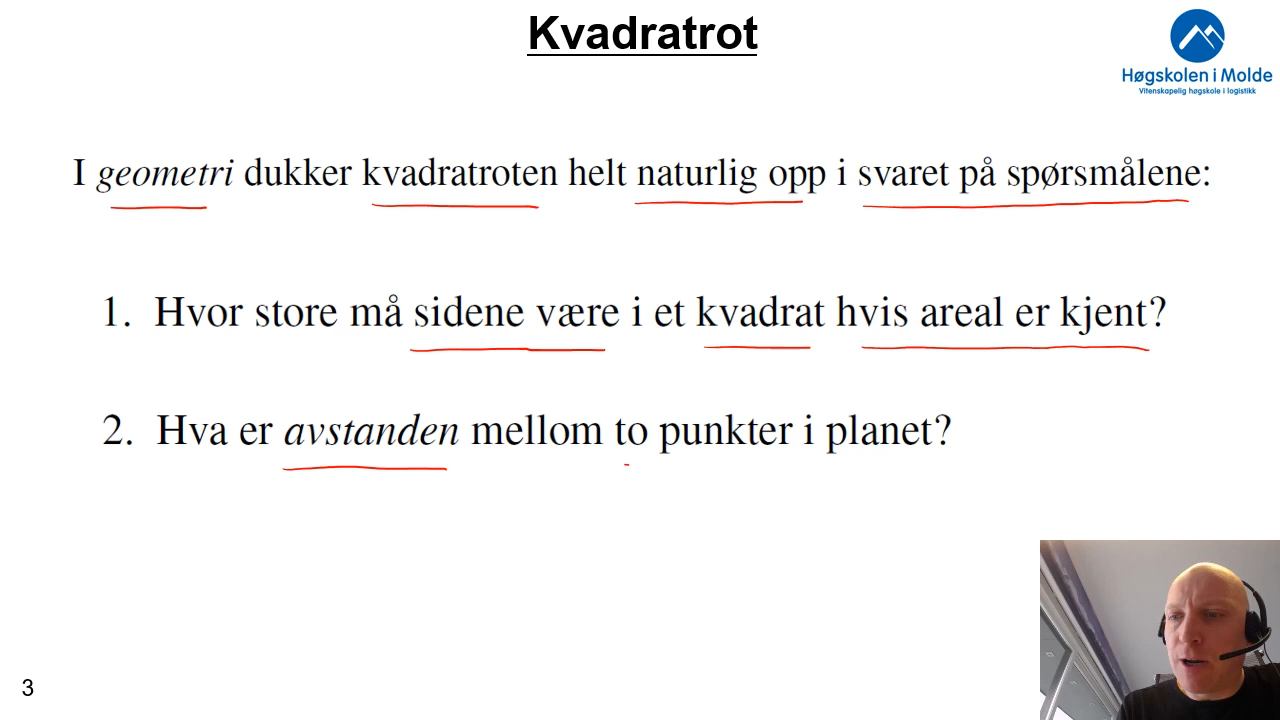 Kvadratrot
Høgskolen i Molde
Vitenskapelig høgskole i logistikk
I geometri dukker kvadratroten helt naturlig opp i svaret på spørsmålene:
1. Hvor store må sidene være i et kvadrat hvis areal er kjent?
2. Hva er avstanden mellom to punkter i planet?
3